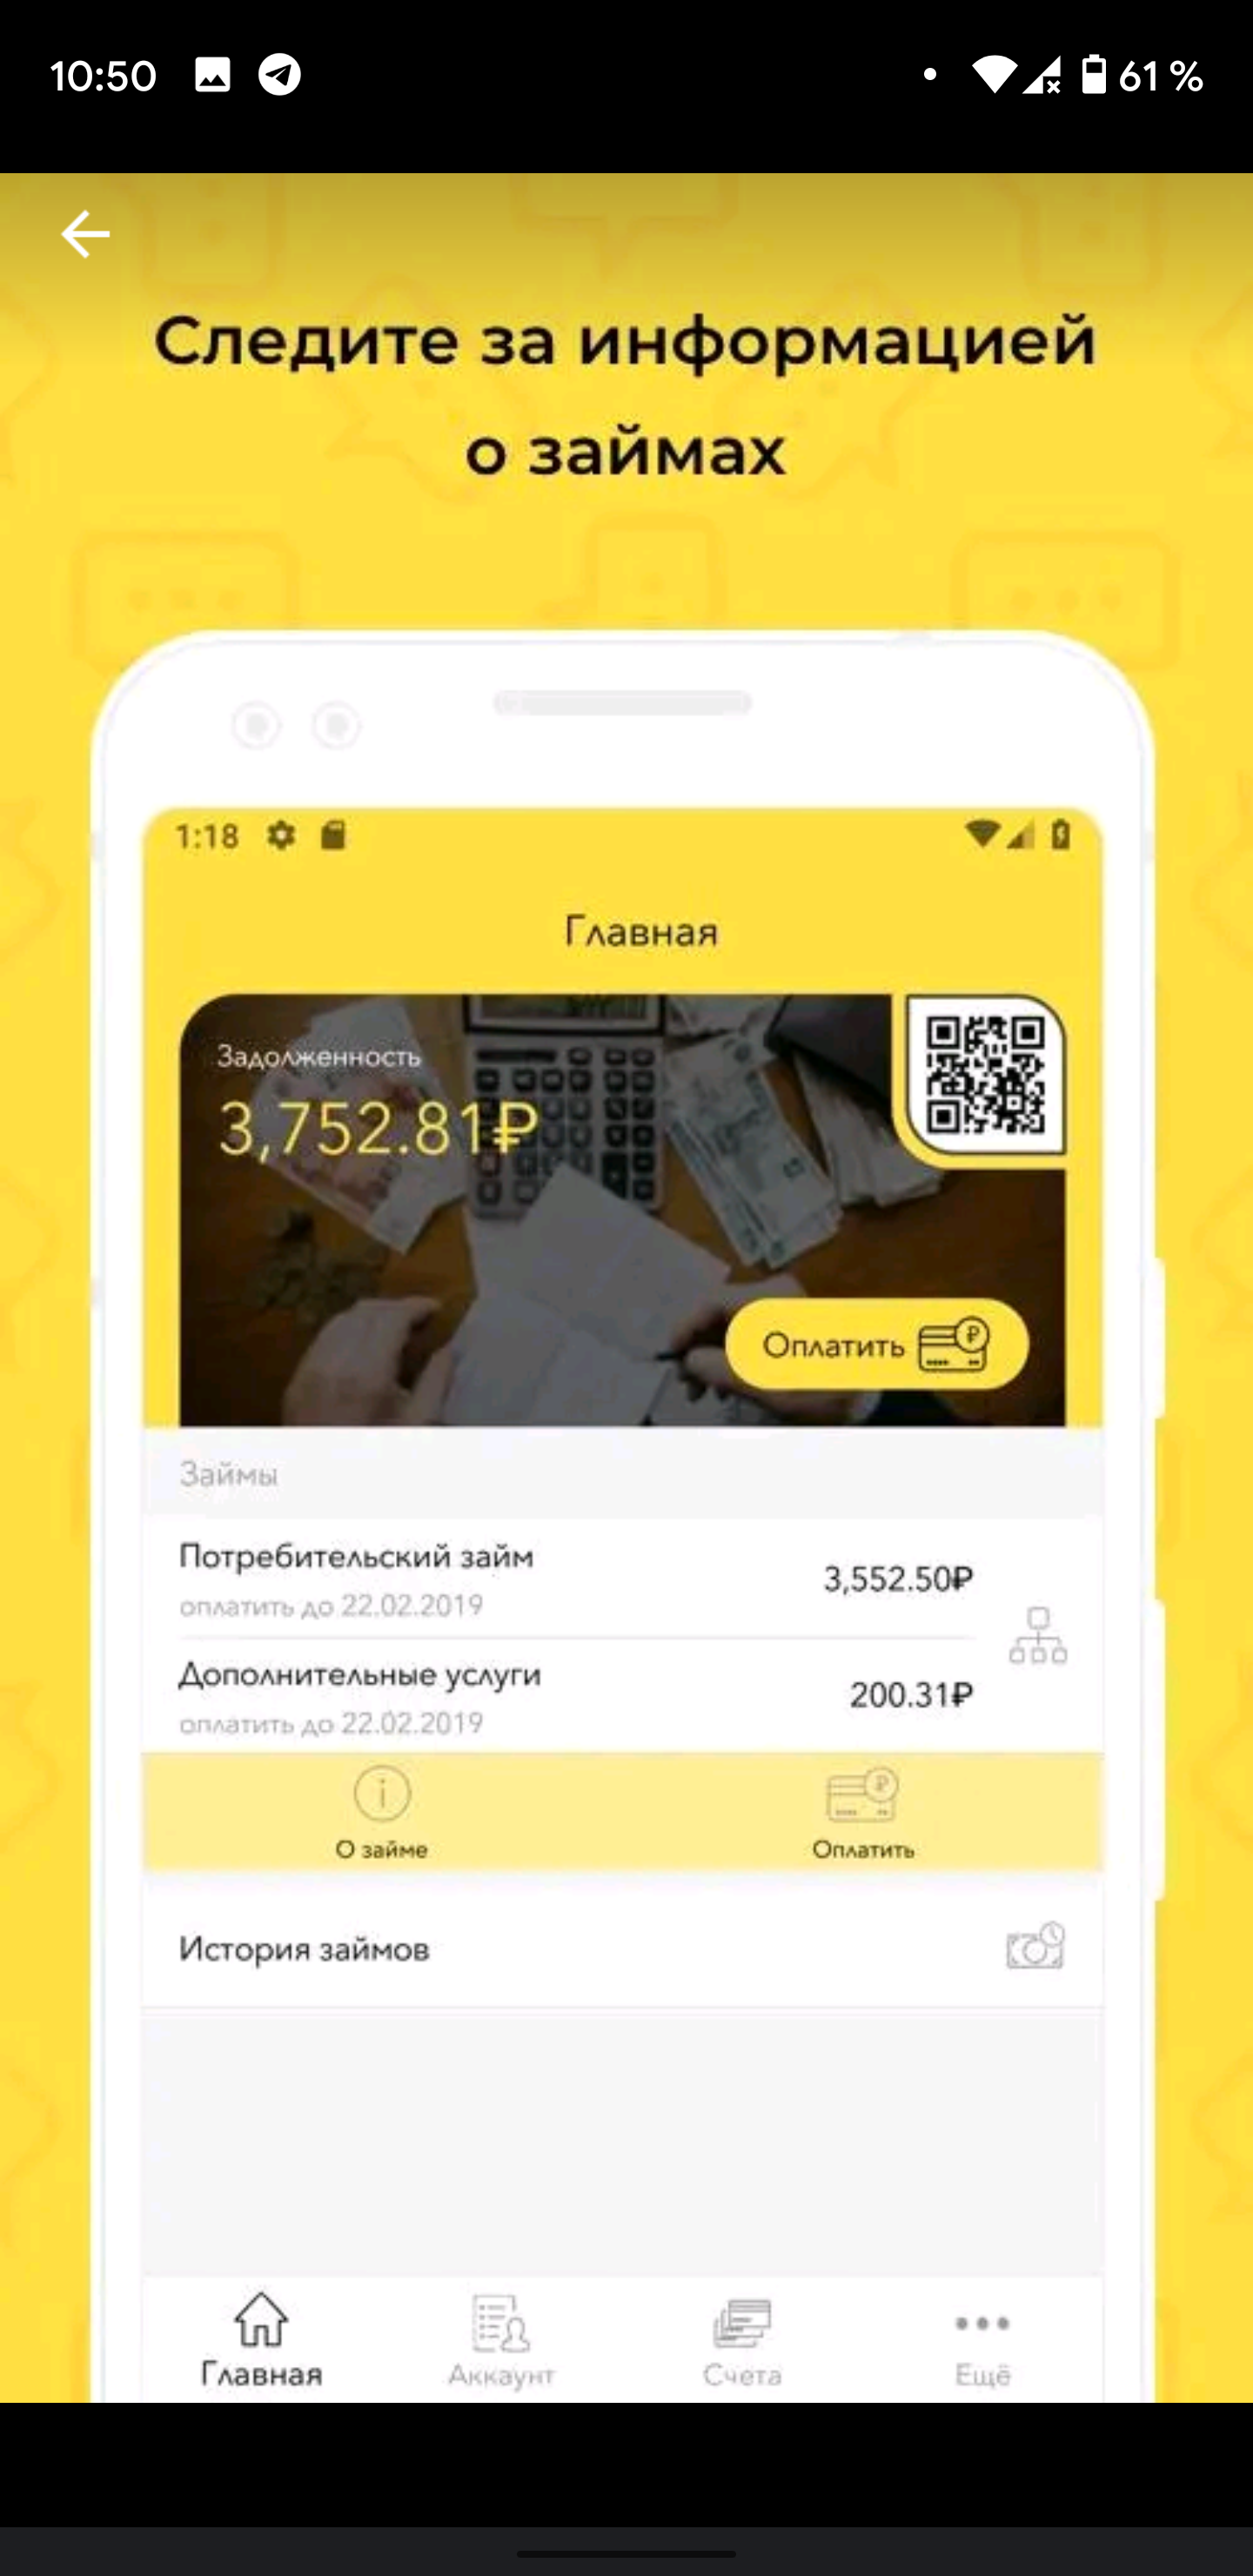 10:50
61 %
Следите за информацией
о займах
1:18
Главная
Задолженность
3,752.81₽
Оплатить
Займы
Потребительский займ
3,552.50₽
оплатить до 22.02.2019
Дополнительные услуги
200.31₽
оплатить до 22.02.2019
О займе
Оплатить
История займов
Главная
Аккаунт
Счета
Ещё